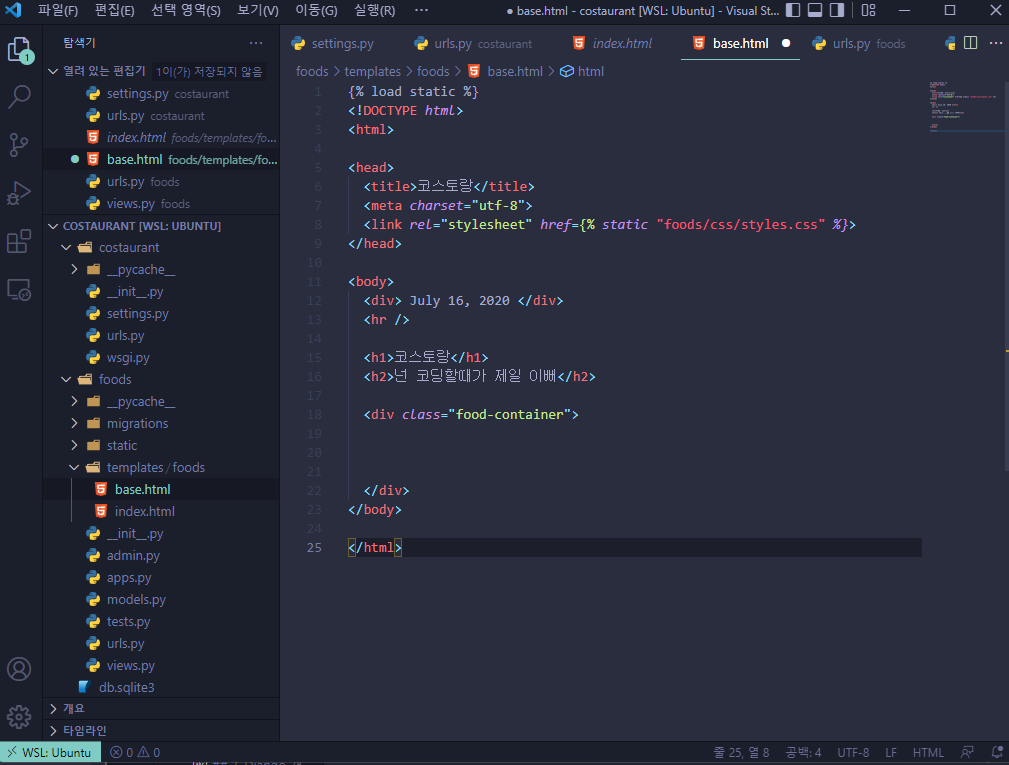 파일(F) 편집(E) 선택 영역(S) 보기(V) 이동(G) 실행(R) ··· ● base.html - costaurant [WSL: Ubuntu] - Visual St...
탐색기 ···
1
열려 있는 편집기 1이(가) 저장되지 않음
settings.py costaurant
urls.py costaurant
index.html foods/templates/fo...
base.html foods/templates/fo...
urls.py foods
views.py foods
COSTAURANT [WSL: UBUNTU]
costaurant
__pycache__
__init__.py
settings.py
urls.py
wsgi.py
foods
__pycache__
migrations
static
templates / foods
base.html
index.html
__init__.py
admin.py
apps.py
models.py
tests.py
urls.py
views.py
db.sqlite3
개요
타임라인
settings.py urls.py costaurant index.html base.html ● urls.py foods ···
foods > templates > foods > base.html > html
1 {% load static %}
2 <!DOCTYPE html>
3 <html>
4
5 <head>
6 <title>코스토랑</title>
7 <meta charset="utf-8">
8 <link rel="stylesheet" href={% static "foods/css/styles.css" %}>
9 </head>
10
11 <body>
12 <div> July 16, 2020 </div>
13 <hr />
14
15 <h1>코스토랑</h1>
16 <h2>넌 코딩할때가 제일 이뻐</h2>
17
18 <div class="food-container">
19
20
21
22 </div>
23 </body>
24
25 </html>
WSL: Ubuntu 0 0 줄 25, 열 8 공백: 4 UTF-8 LF HTML